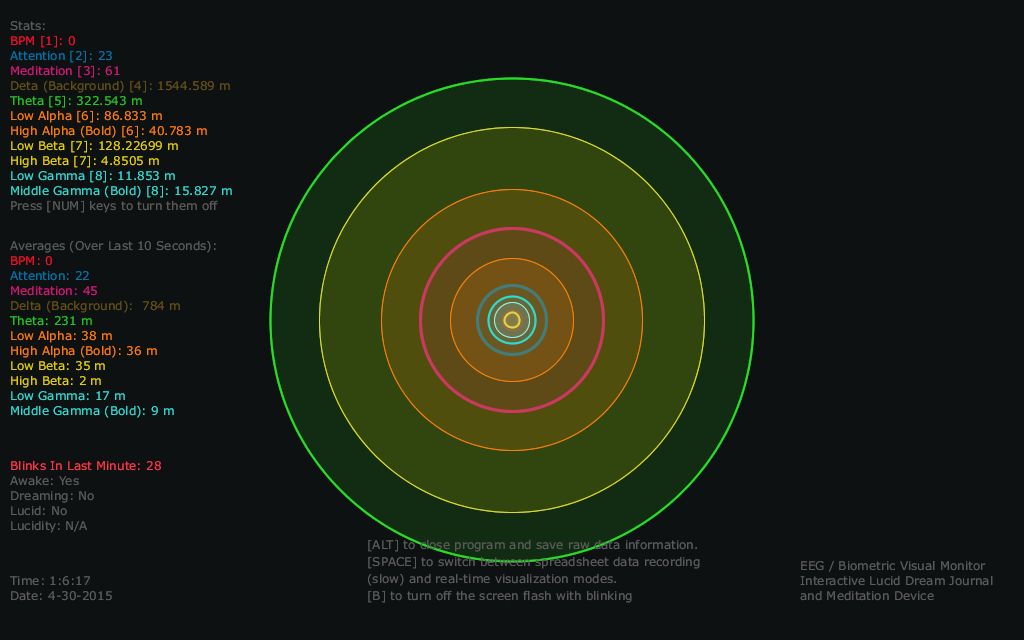 Stats:
BPM [1]: 0
Attention [2]: 23
Meditation [3]: 61
Deta (Background) [4]: 1544.589 m
Theta [5]: 322.543 m
Low Alpha [6]: 86.833 m
High Alpha (Bold) [6]: 40.783 m
Low Beta [7]: 128.22699 m
High Beta [7]: 4.8505 m
Low Gamma [8]: 11.853 m
Middle Gamma (Bold) [8]: 15.827 m
Press [NUM] keys to turn them off
Averages (Over Last 10 Seconds):
BPM: 0
Attention: 22
Meditation: 45
Delta (Background):  784 m
Theta: 231 m
Low Alpha: 38 m
High Alpha (Bold): 36 m
Low Beta: 35 m
High Beta: 2 m
Low Gamma: 17 m
Middle Gamma (Bold): 9 m
Blinks In Last Minute: 28
Awake: Yes
Dreaming: No
Lucid: No
Lucidity: N/A
Time: 1:6:17
Date: 4-30-2015
[ALT] to close program and save raw data information.
[SPACE] to switch between spreadsheet data recording
(slow) and real-time visualization modes.
[B] to turn off the screen flash with blinking
EEG / Biometric Visual Monitor
Interactive Lucid Dream Journal
and Meditation Device